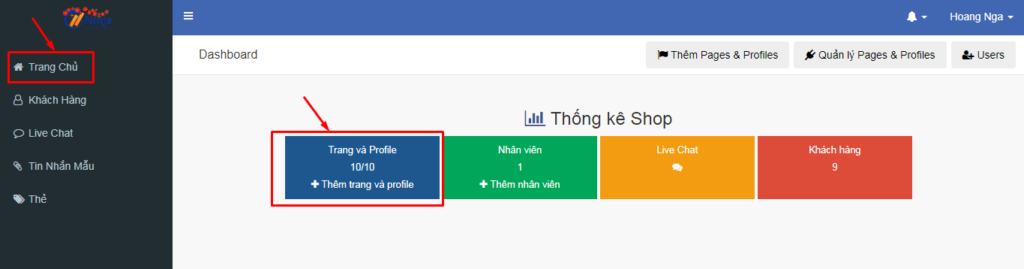 Hoang Nga
Trang Chủ
Khách Hàng
Live Chat
Tin Nhắn Mẫu
Thẻ
Dashboard
Thêm Pages & Profiles
Quản lý Pages & Profiles
Users
Thống kê Shop
Trang và Profile
10/10
Thêm trang và profile
Nhân viên
1
Thêm nhân viên
Live Chat
Khách hàng
9